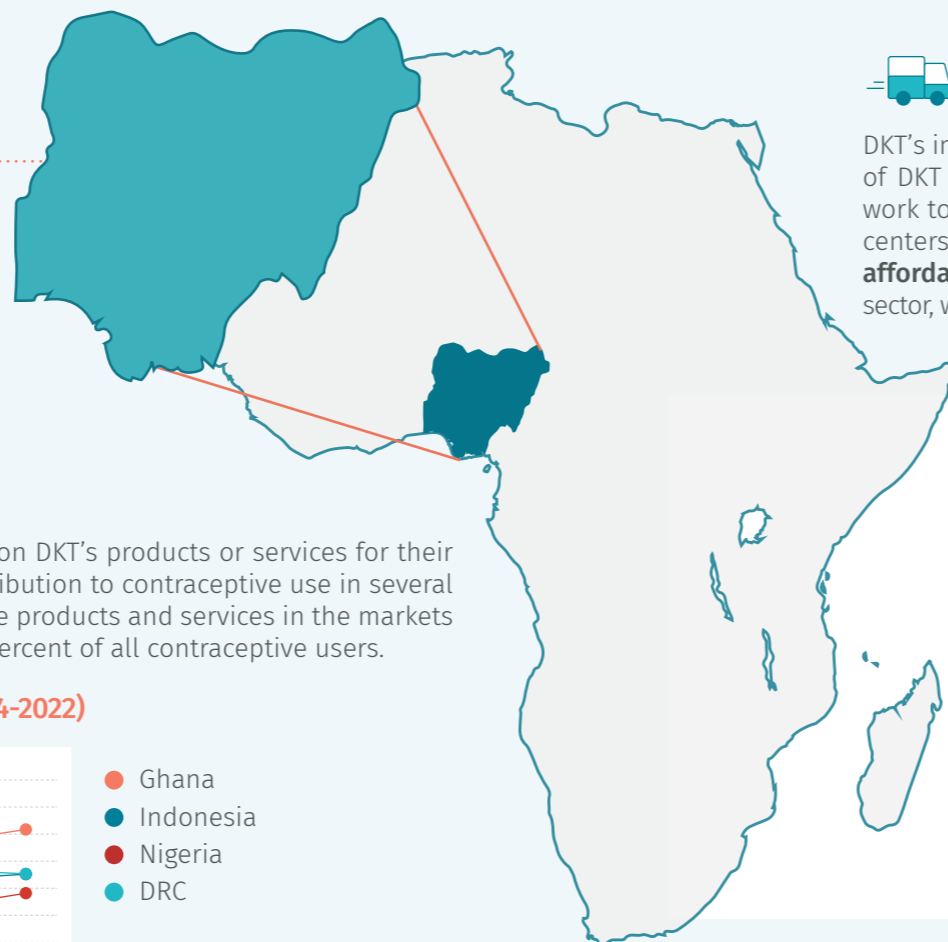 DKT's in
of DKT
work to
centers
afforda
sector, w
on DKT's products or services for their
ibution to contraceptive use in several
e products and services in the markets
ercent of all contraceptive users.
4-2022)
Ghana
Indonesia
Nigeria
DRC